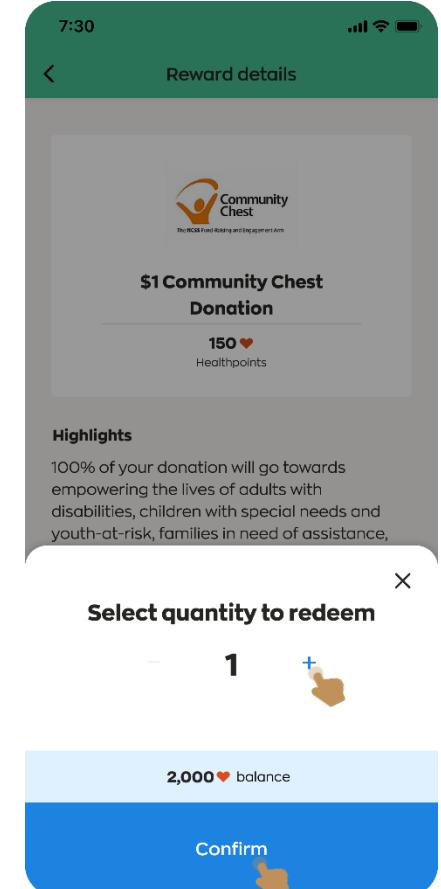 7:30
Reward details
Community
Chest
The NCSS Fund-Raising and Engagement Arm
$1 Community Chest
Donation
150
Healthpoints
Highlights
100% of your donation will go towards
empowering the lives of adults with
disabilities, children with special needs and
youth-at-risk, families in need of assistance,
Select quantity to redeem
1
2,000 balance
Confirm